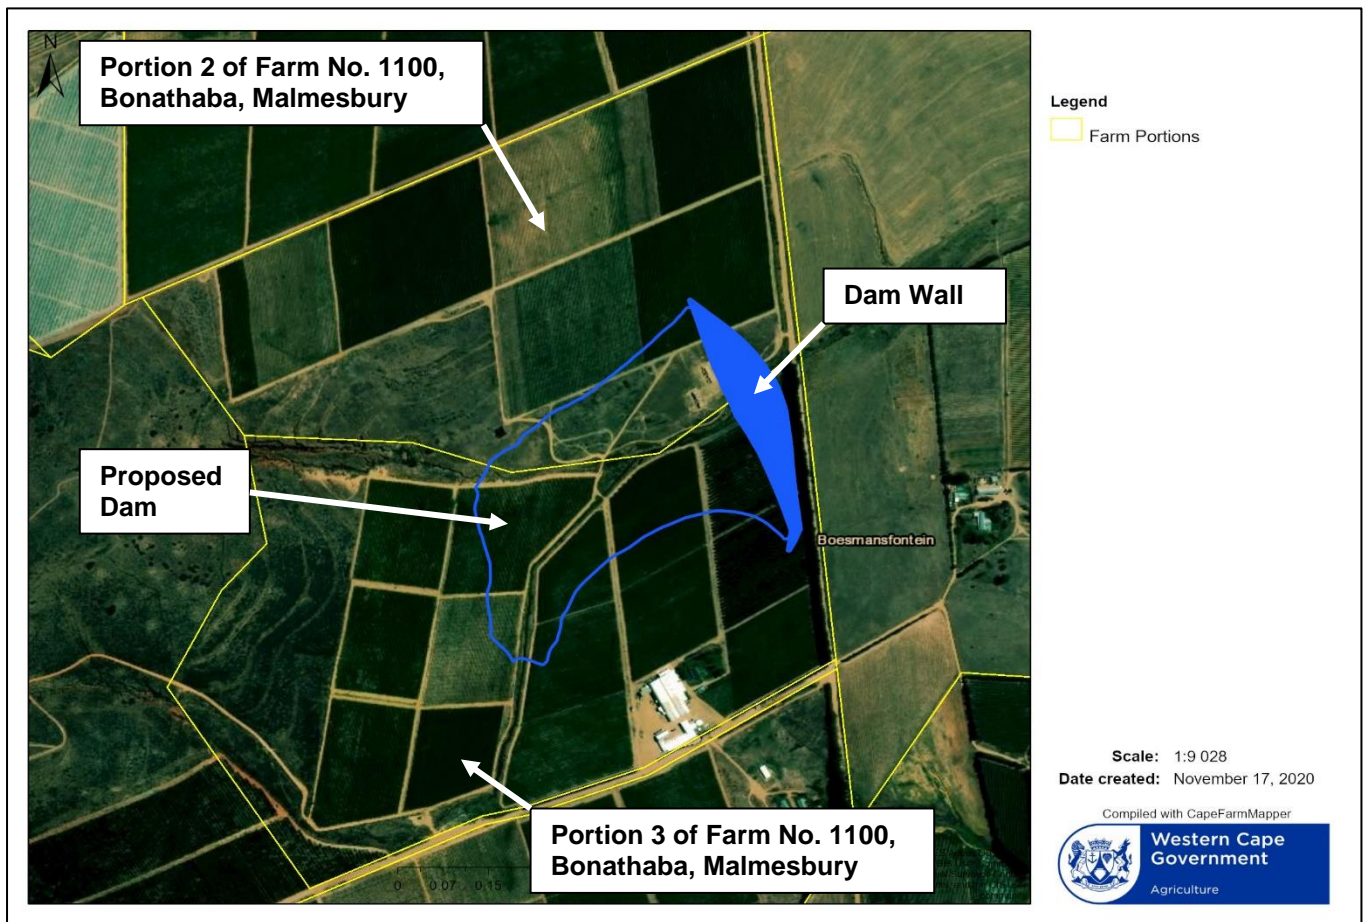 N
Portion 2 of Farm No. 1100,
Bonathaba, Malmesbury
Legend
Farm Portions
Dam Wall
Proposed
Dam
Boesmansfontein
Scale: 1:9 028
Date created: November 17, 2020
Compiled with CapeFarmMapper
Western Cape
Government
Agriculture
Portion 3 of Farm No. 1100,
Bonathaba, Malmesbury
0 0.07 0.15